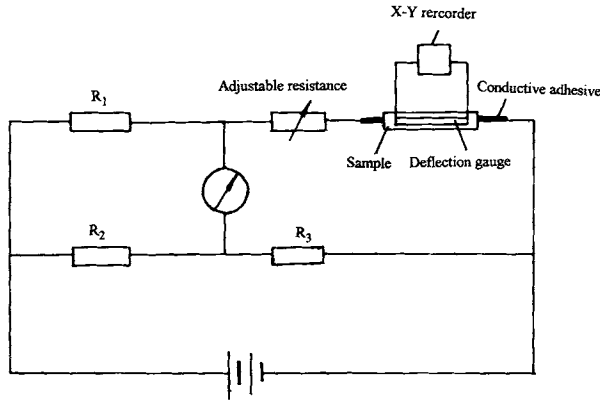 X-Y rercorder
R1
Adjustable resistance
Conductive adhesive
Sample
Deflection gauge
R2
R3